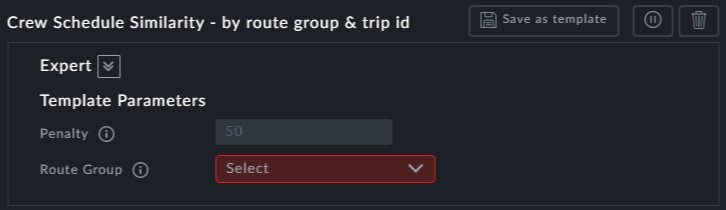 Crew Schedule Similarity - by route group & trip id
Save as template
Expert
Template Parameters
Penalty
50
Route Group
Select